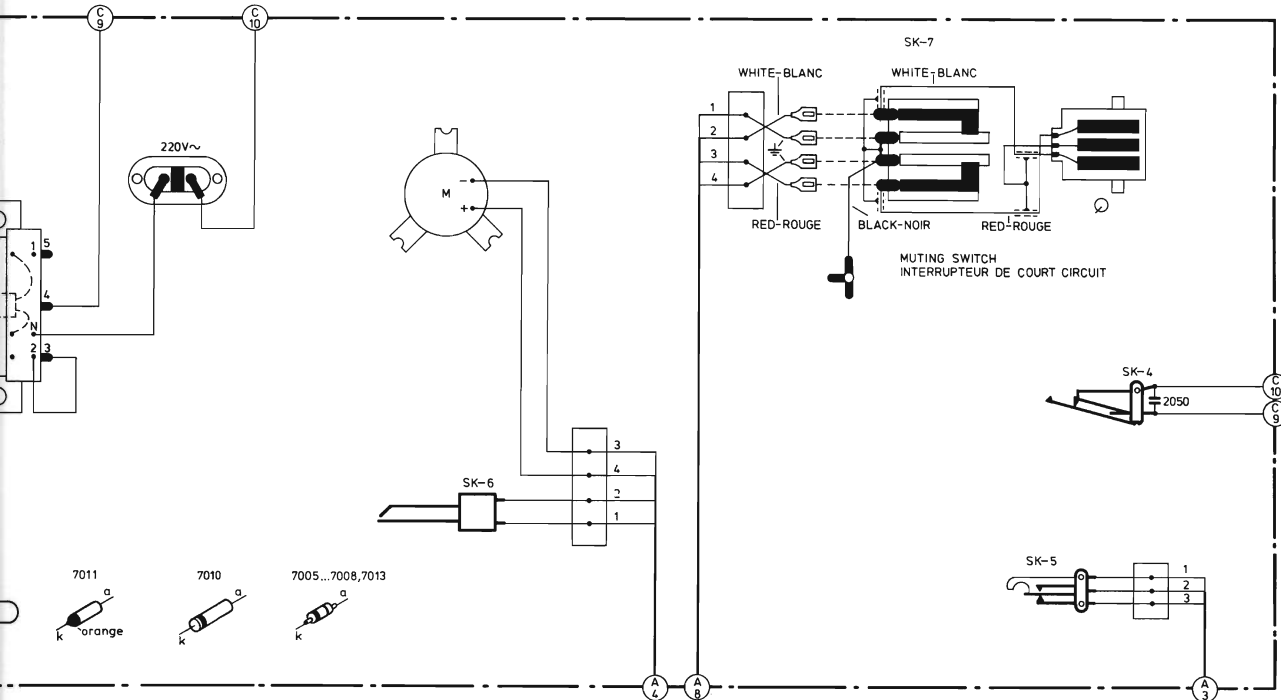 C
9
C
10
SK-7
WHITE-BLANC
WHITE-BLANC
220V~
1
2
3
4
M
-
+
RED-ROUGE
BLACK-NOIR
RED-ROUGE
MUTING SWITCH
INTERRUPTEUR DE COURT CIRCUIT
1
5
4
N
2
3
SK-4
2050
C
10
C
9
3
4
2
1
SK-6
7011
7010
7005...7008,7013
a
k
orange
a
k
a
k
SK-5
1
2
3
A
4
A
8
A
3